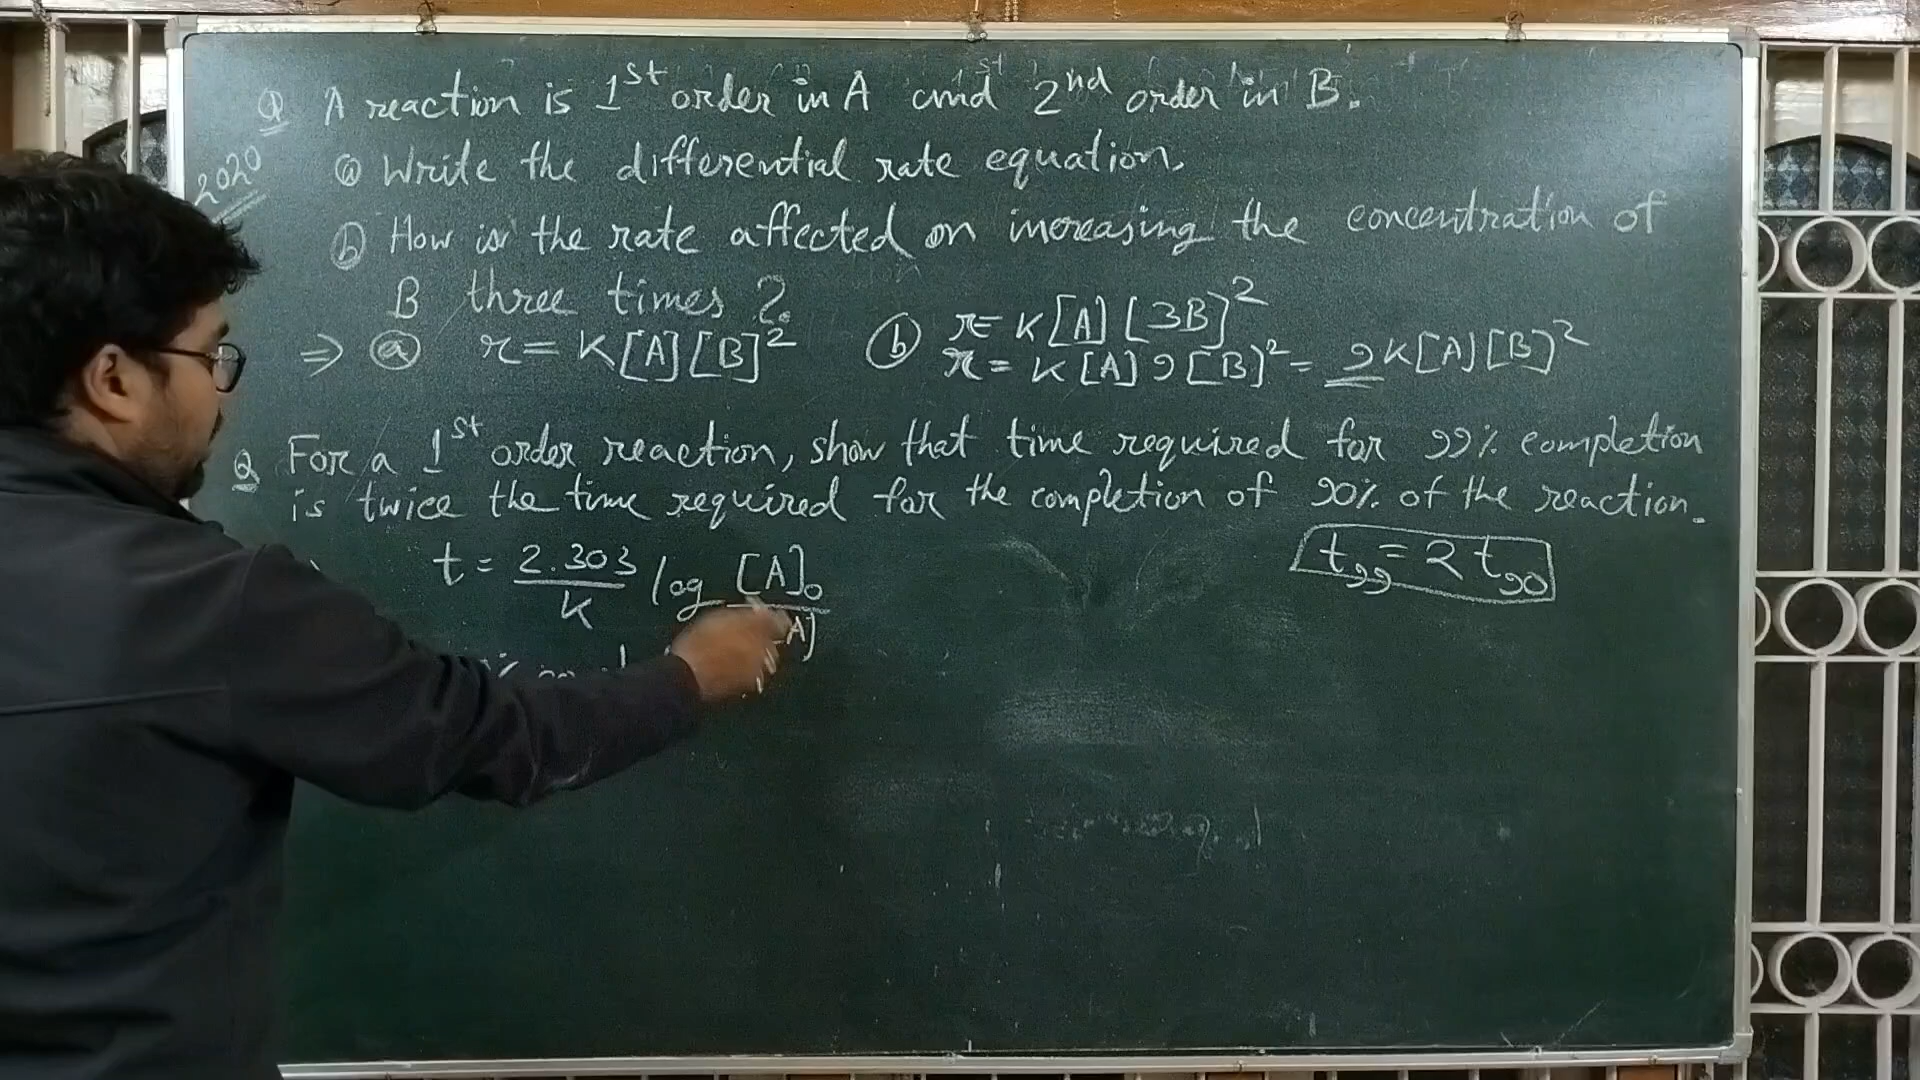 Q A reaction is 1st order in A and 2nd order in B.
2020
ⓐ Write the differential rate equation.
ⓑ How is the rate affected on increasing the concentration of
B three times ?
⇒ ⓐ r = K[A][B]²
ⓑ r = K[A][3B]²
r = K[A]9[B]² = 9K[A][B]²
Q For a 1st order reaction, show that time required for 99% completion
is twice the time required for the completion of 90% of the reaction.
t = 2.303/K log [A]₀/[A]
t₉₉ = 2 t₉₀